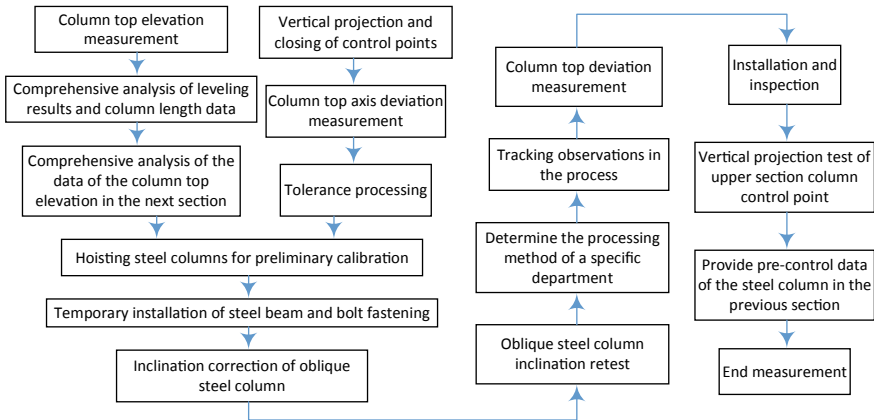 Column top elevation
measurement
Comprehensive analysis of leveling
results and column length data
Comprehensive analysis of the
data of the column top
elevation in the next section
Vertical projection and
closing of control points
Column top axis deviation
measurement
Tolerance processing
Hoisting steel columns for preliminary calibration
Temporary installation of steel beam and bolt fastening
Inclination correction of oblique
steel column
Oblique steel column
inclination retest
Determine the processing
method of a specific
department
Tracking observations in
the process
Column top deviation
measurement
Installation and
inspection
Vertical projection test of
upper section column
control point
Provide pre-control data
of the steel column in the
previous section
End measurement